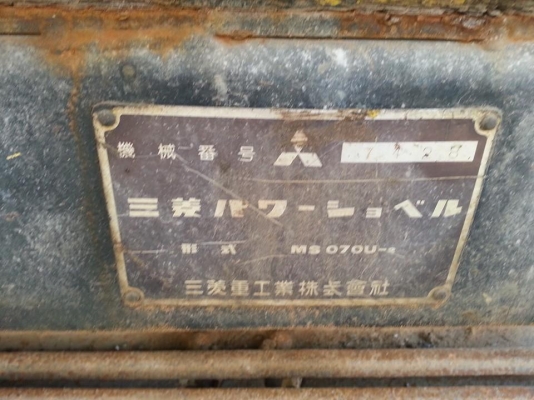 機械番号
三菱パワーショベル
形式 MS070U-2
三菱重工業株式會社